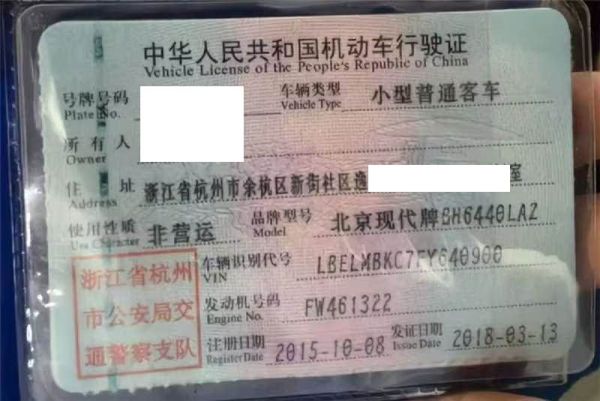 中华人民共和国机动车行驶证
Vehicle License of the People's Republic of China
号牌号码 车辆类型 小型普通客车
Plate No. Vehicle Type
所有人
Owner
住址 浙江省杭州市余杭区新街社区逸 室
Address
使用性质 非营运 品牌型号 北京现代牌BH6440LAZ
Use Character Model
浙江省杭州
市公安局交
通警察支队
车辆识别代号 LBELMBKC7FY640900
VIN
发动机号码 FW461322
Engine No.
注册日期 2015-10-08 发证日期 2018-03-13
Register Date Issue Date